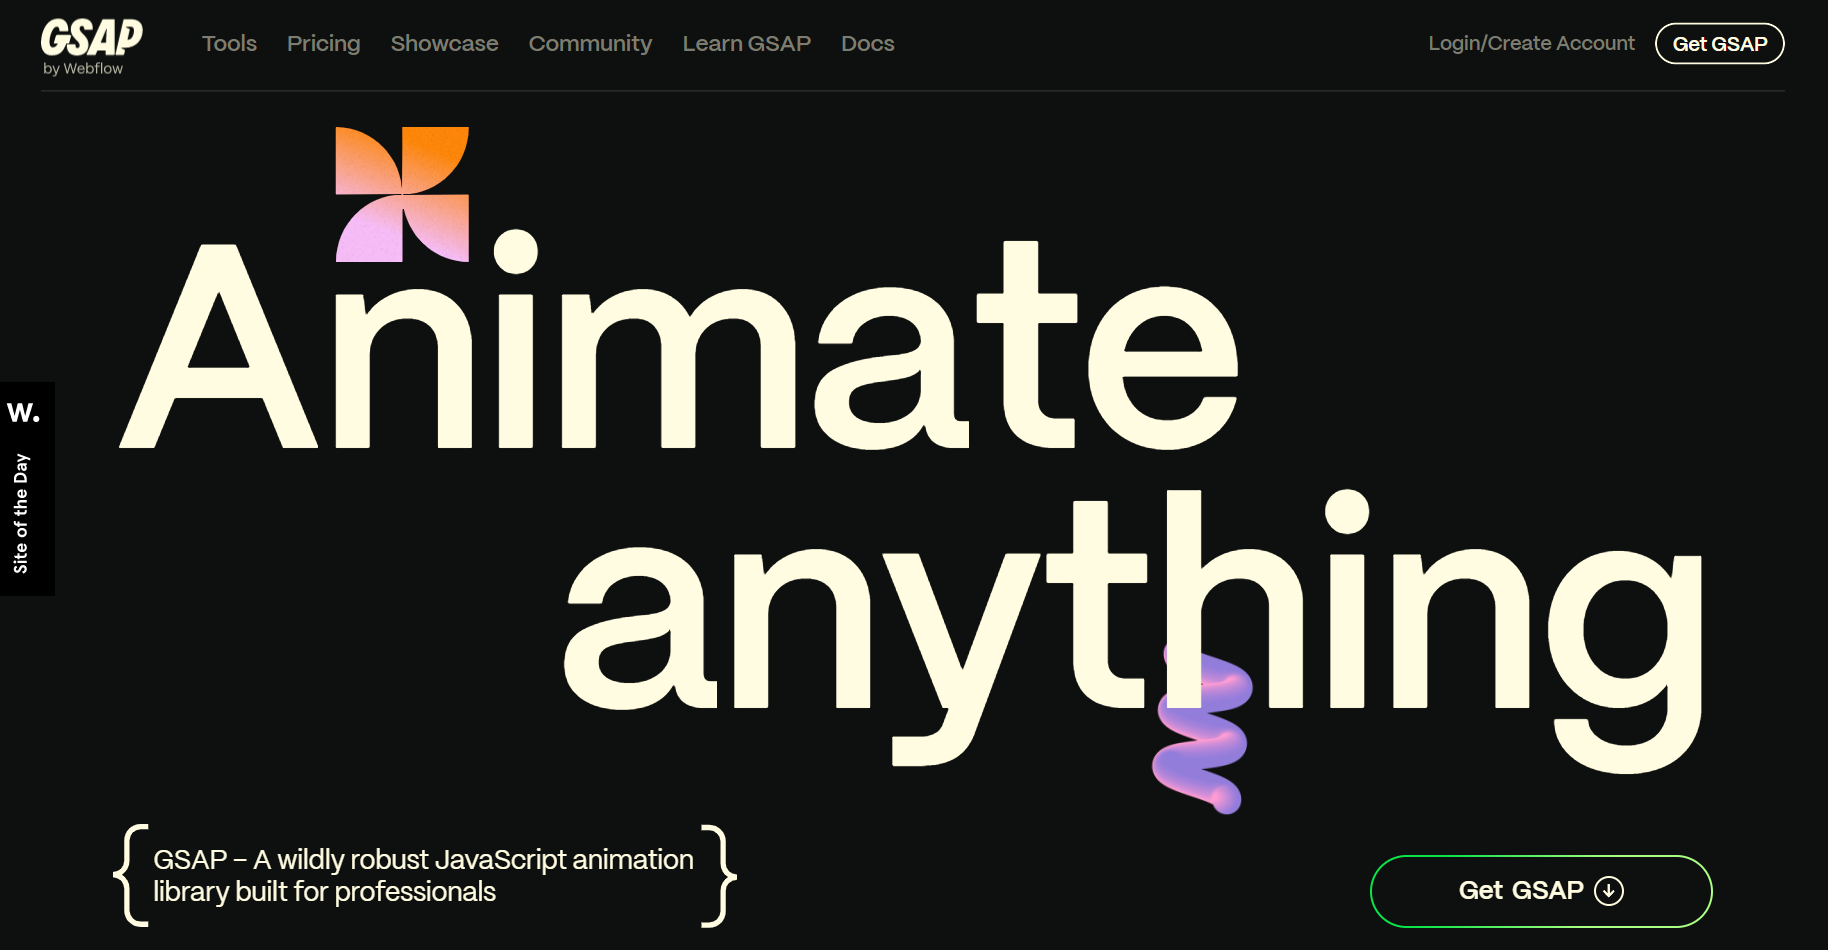 GSAP
by Webflow
Tools
Pricing
Showcase
Community
Learn GSAP
Docs
Login/Create Account
Get GSAP
Animate
anything
W.
Site of the Day
{ GSAP – A wildly robust JavaScript animation
library built for professionals }
Get GSAP